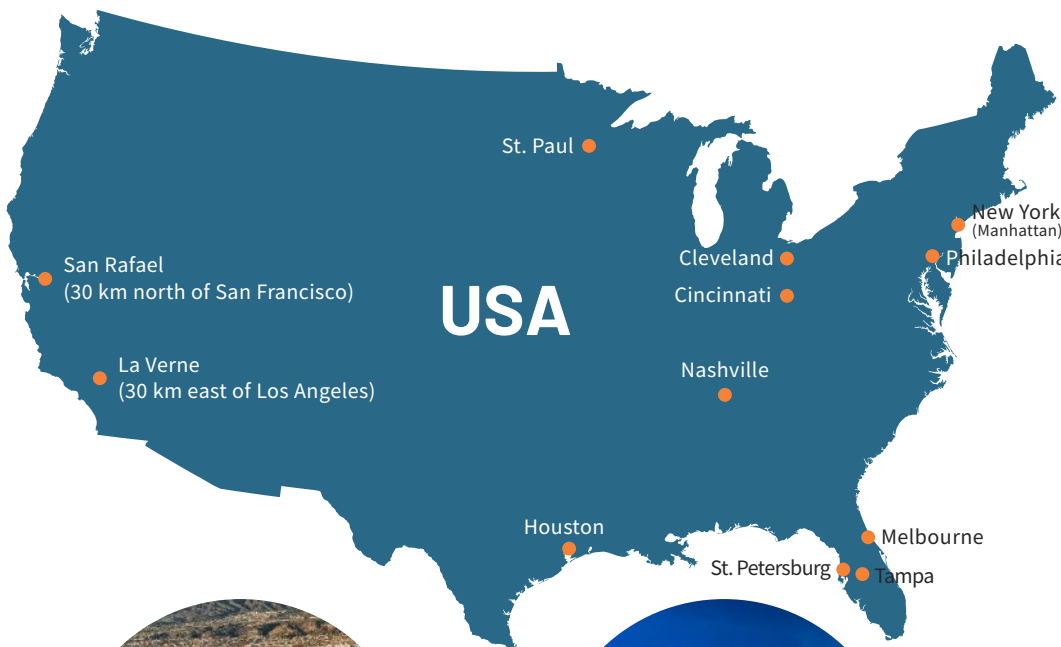 St. Paul
New York
(Manhattan)
Philadelphia
Cleveland
San Rafael
(30 km north of San Francisco)
Cincinnati
USA
La Verne
(30 km east of Los Angeles)
Nashville
Houston
Melbourne
St. Petersburg
Tampa